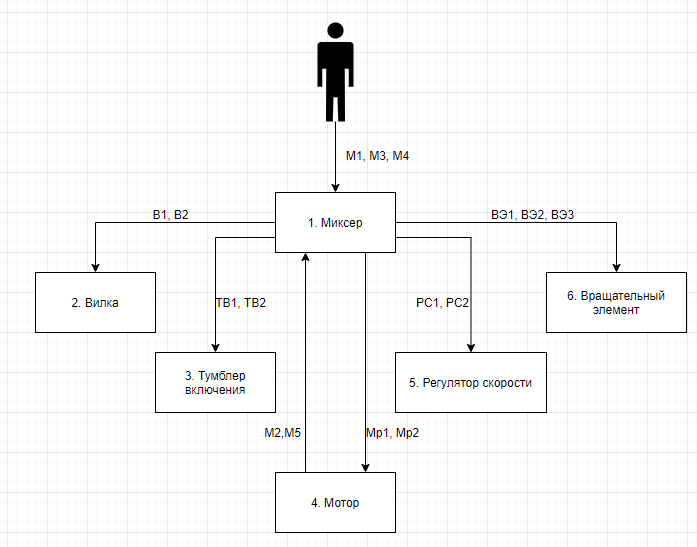 М1, М3, М4
В1, В2
ВЭ1, ВЭ2, ВЭ3
1. Миксер
2. Вилка
ТВ1, ТВ2
РС1, РС2
6. Вращательный
элемент
3. Тумблер
включения
5. Регулятор скорости
М2,М5
Мр1, Мр2
4. Мотор